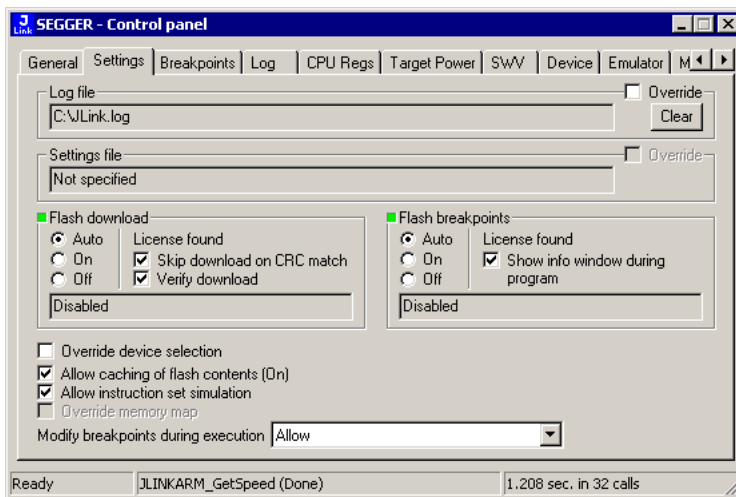 J Link SEGGER - Control panel
General Settings Breakpoints Log CPU Regs Target Power SWV Device Emulator M
Log file Override
C:\JLink.log Clear
Settings file Override
Not specified
Flash download Flash breakpoints
Auto License found Auto License found
On Skip download on CRC match On Show info window during
Off Verify download Off program
Disabled Disabled
Override device selection
Allow caching of flash contents (On)
Allow instruction set simulation
Override memory map
Modify breakpoints during execution Allow
Ready JLINKARM_GetSpeed (Done) 1.208 sec. in 32 calls